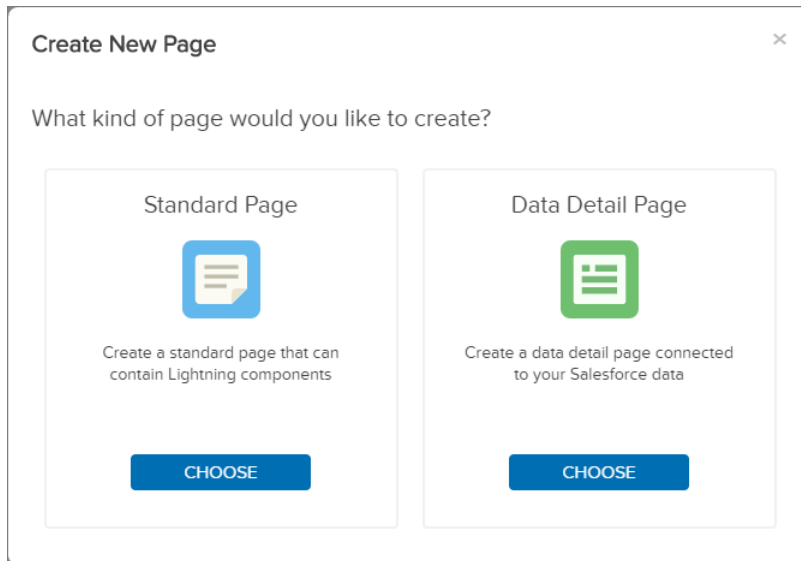 Create New Page
×
What kind of page would you like to create?
Standard Page
Create a standard page that can
contain Lightning components
CHOOSE
Data Detail Page
Create a data detail page connected
to your Salesforce data
CHOOSE